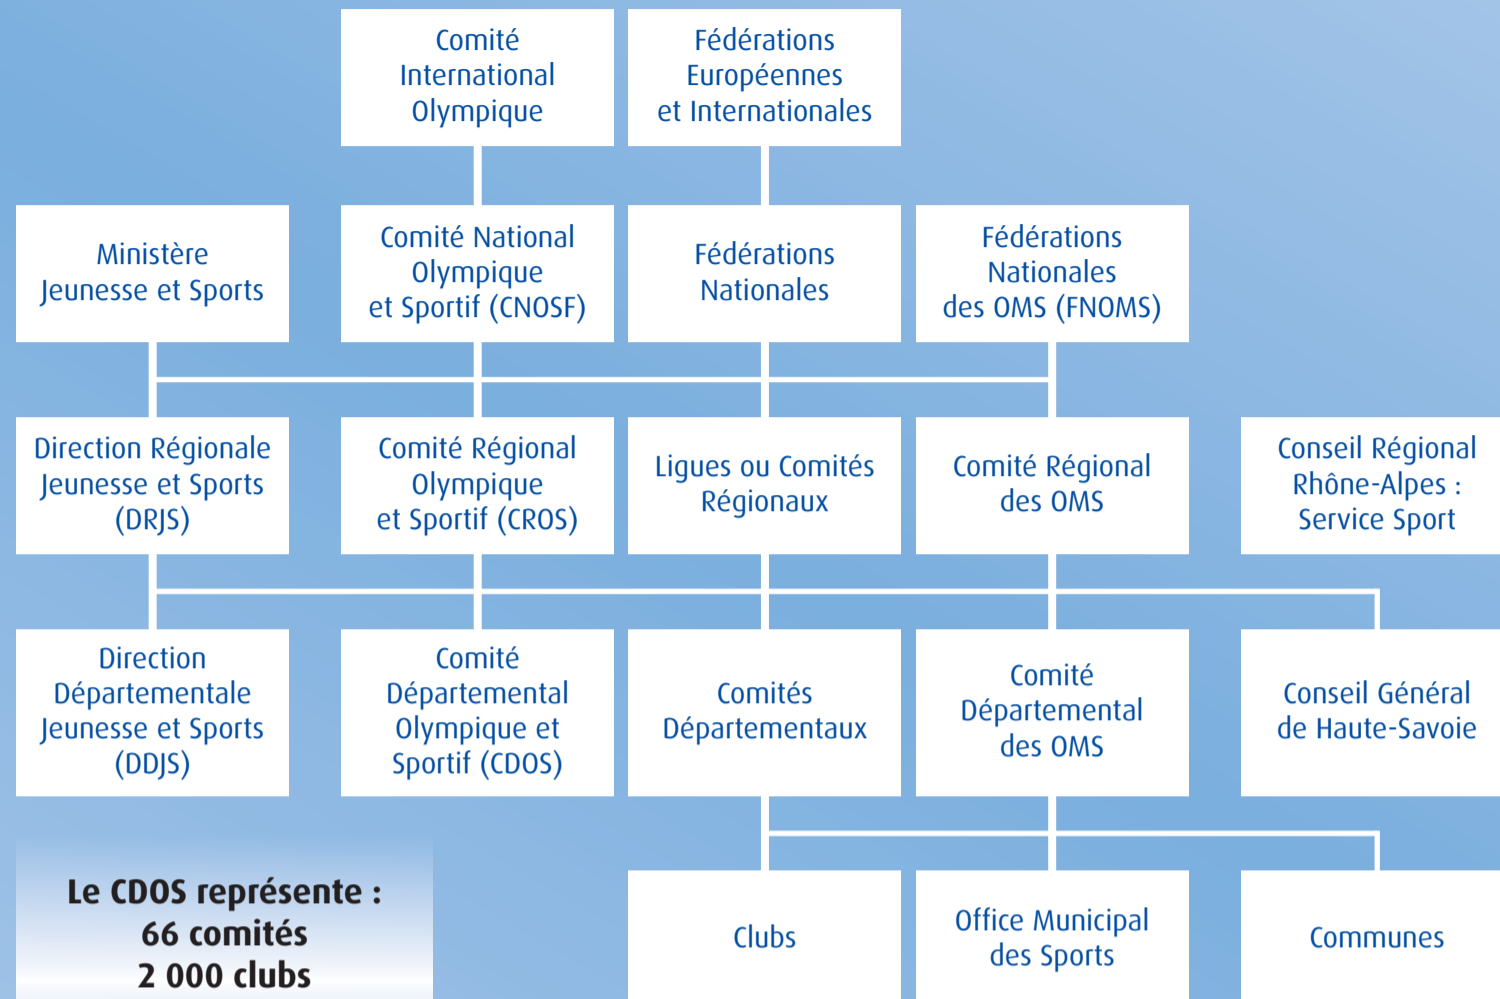 Comité
International
Olympique
Fédérations
Européennes
et Internationales
Ministère
Jeunesse et Sports
Comité National
Olympique
et Sportif (CNOSF)
Fédérations
Nationales
Fédérations
Nationales
des OMS (FNOMS)
Direction Régionale
Jeunesse et Sports
(DRJS)
Comité Régional
Olympique
et Sportif (CROS)
Ligues ou Comités
Régionaux
Comité Régional
des OMS
Conseil Régional
Rhône-Alpes :
Service Sport
Direction
Départementale
Jeunesse et Sports
(DDJS)
Comité
Départemental
Olympique et
Sportif (CDOS)
Comités
Départementaux
Comité
Départemental
des OMS
Conseil Général
de Haute-Savoie
Le CDOS représente :
66 comités
2 000 clubs
Clubs
Office Municipal
des Sports
Communes